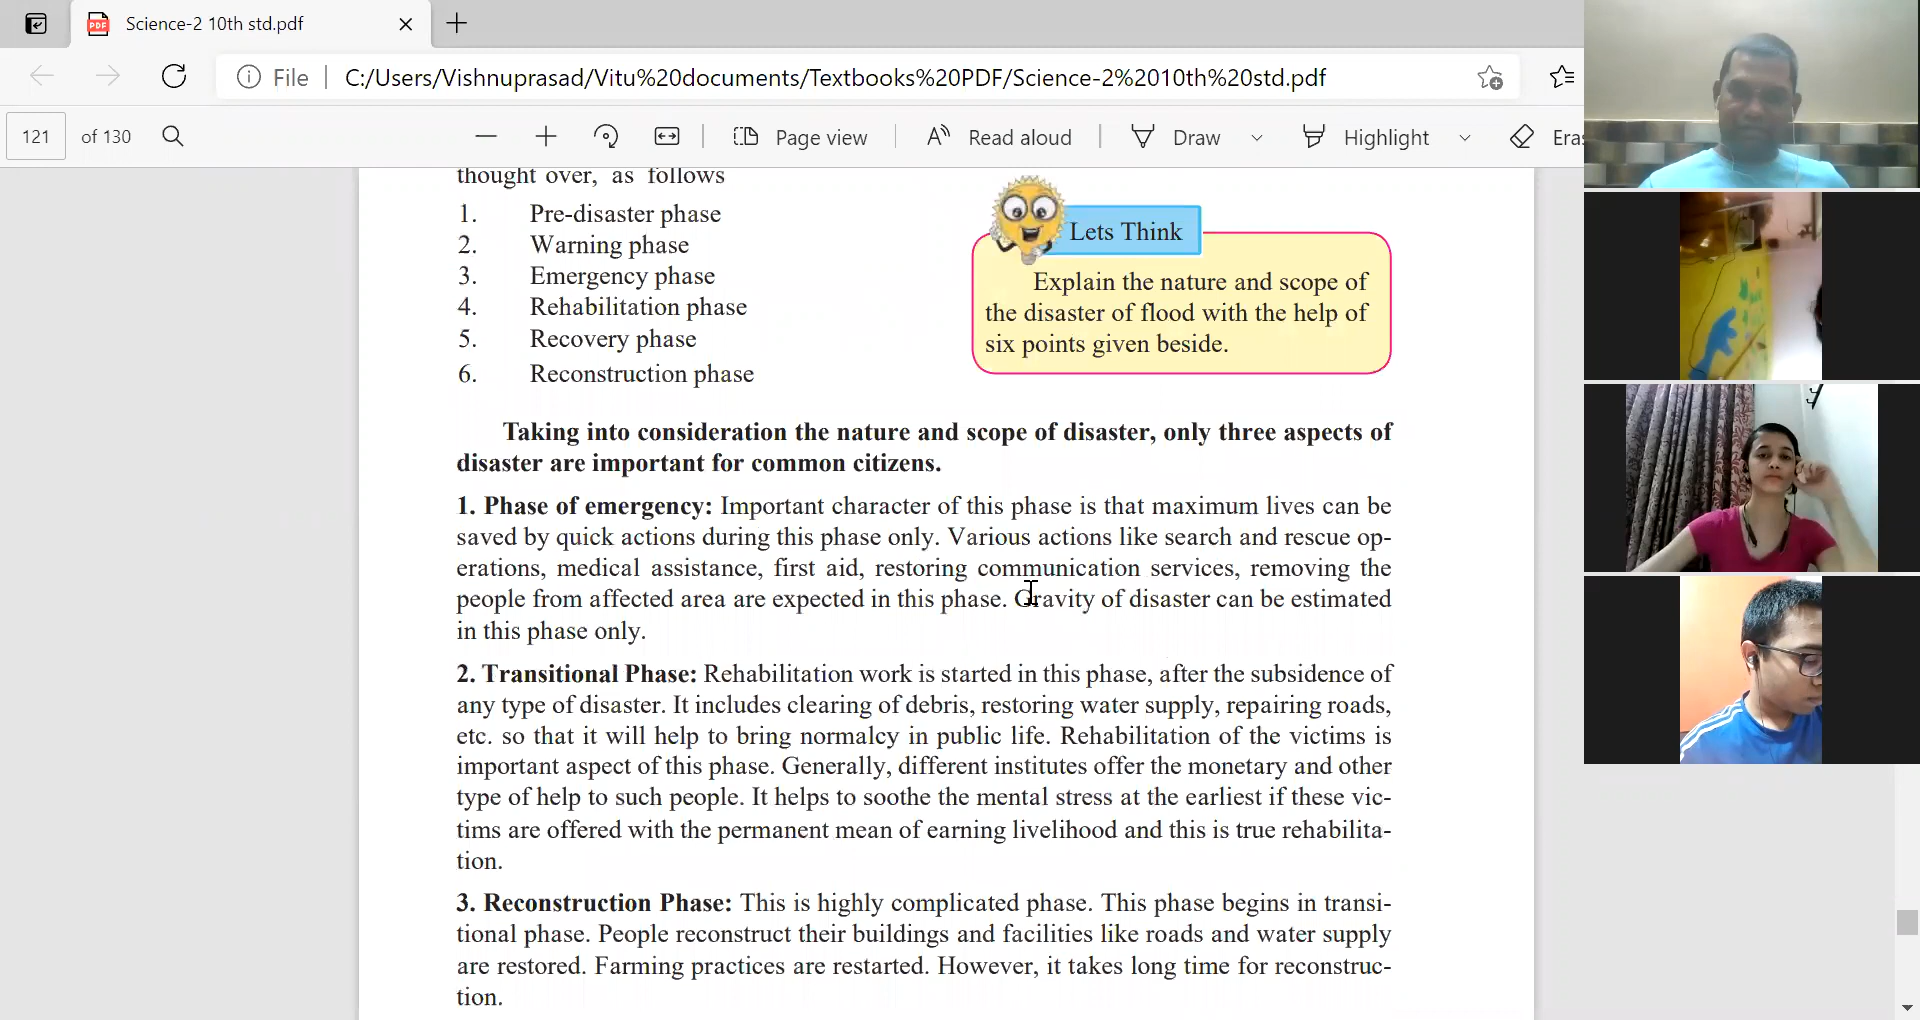 Science-2 10th std.pdf
File
C:/Users/Vishnuprasad/Vitu%20documents/Textbooks%20PDF/Science-2%2010th%20std.pdf
121 of 130
Page view
Read aloud
Draw
Highlight
Eras
thought over, as follows
1. Pre-disaster phase
2. Warning phase
3. Emergency phase
4. Rehabilitation phase
5. Recovery phase
6. Reconstruction phase
Lets Think
Explain the nature and scope of
the disaster of flood with the help of
six points given beside.
Taking into consideration the nature and scope of disaster, only three aspects of
disaster are important for common citizens.
1. Phase of emergency: Important character of this phase is that maximum lives can be
saved by quick actions during this phase only. Various actions like search and rescue op-
erations, medical assistance, first aid, restoring communication services, removing the
people from affected area are expected in this phase. Gravity of disaster can be estimated
in this phase only.
2. Transitional Phase: Rehabilitation work is started in this phase, after the subsidence of
any type of disaster. It includes clearing of debris, restoring water supply, repairing roads,
etc. so that it will help to bring normalcy in public life. Rehabilitation of the victims is
important aspect of this phase. Generally, different institutes offer the monetary and other
type of help to such people. It helps to soothe the mental stress at the earliest if these vic-
tims are offered with the permanent mean of earning livelihood and this is true rehabilita-
tion.
3. Reconstruction Phase: This is highly complicated phase. This phase begins in transi-
tional phase. People reconstruct their buildings and facilities like roads and water supply
are restored. Farming practices are restarted. However, it takes long time for reconstruc-
tion.